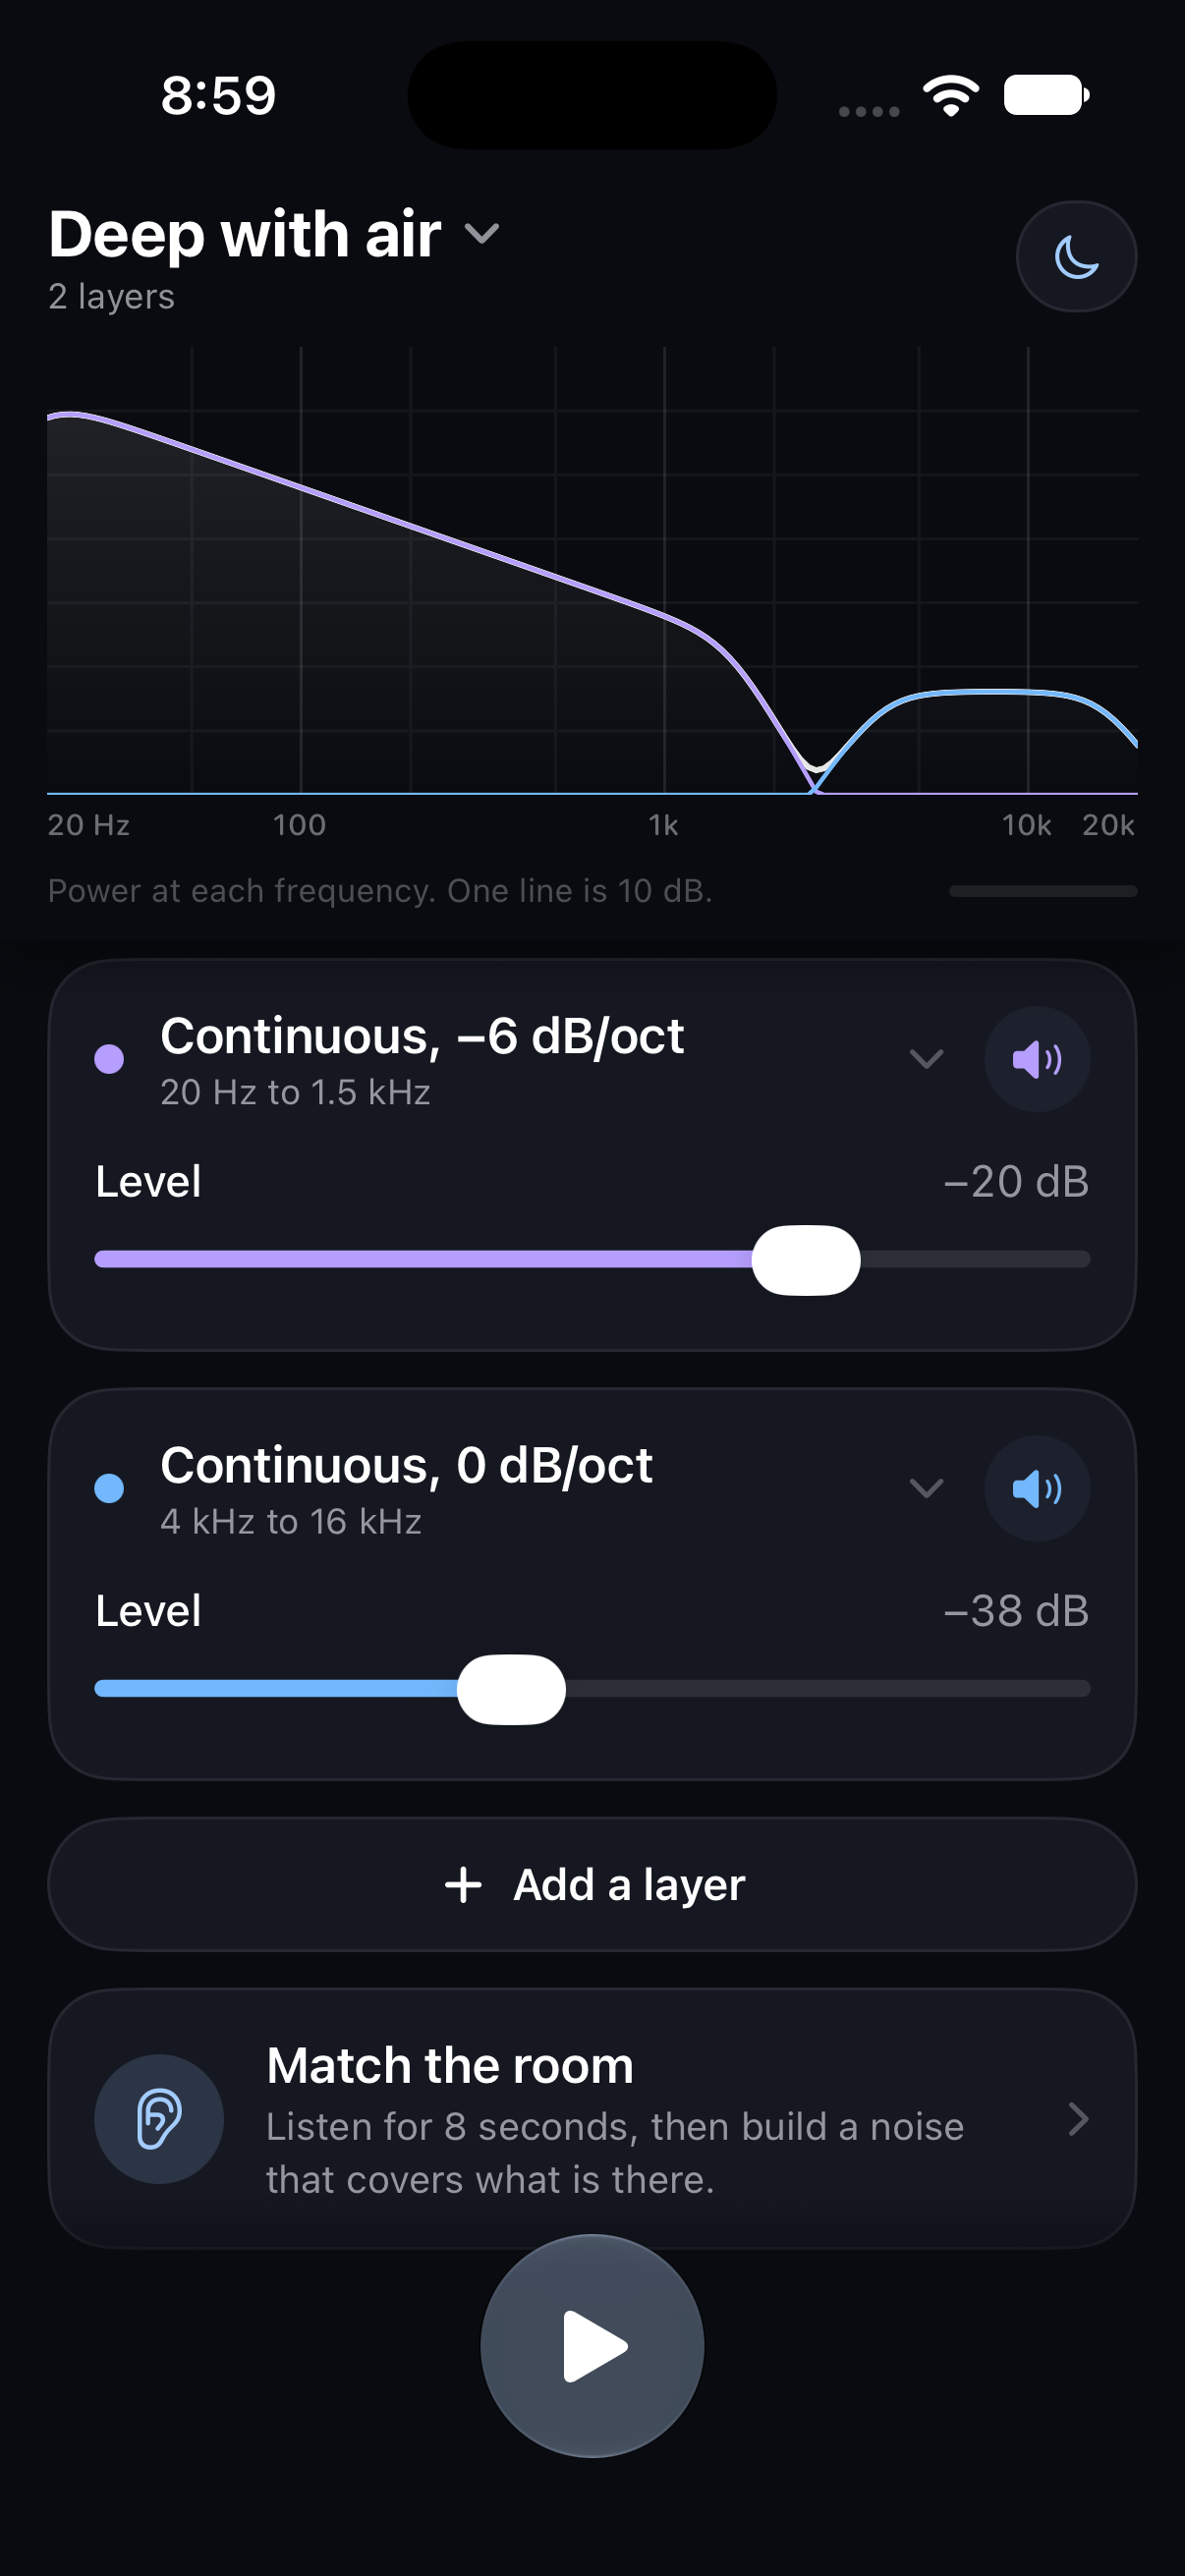 8:59
Deep with air
2 layers
20 Hz 100 1k 10k 20k
Power at each frequency. One line is 10 dB.
Continuous, −6 dB/oct
20 Hz to 1.5 kHz
Level −20 dB
Continuous, 0 dB/oct
4 kHz to 16 kHz
Level −38 dB
+ Add a layer
Match the room
Listen for 8 seconds, then build a noise
that covers what is there.